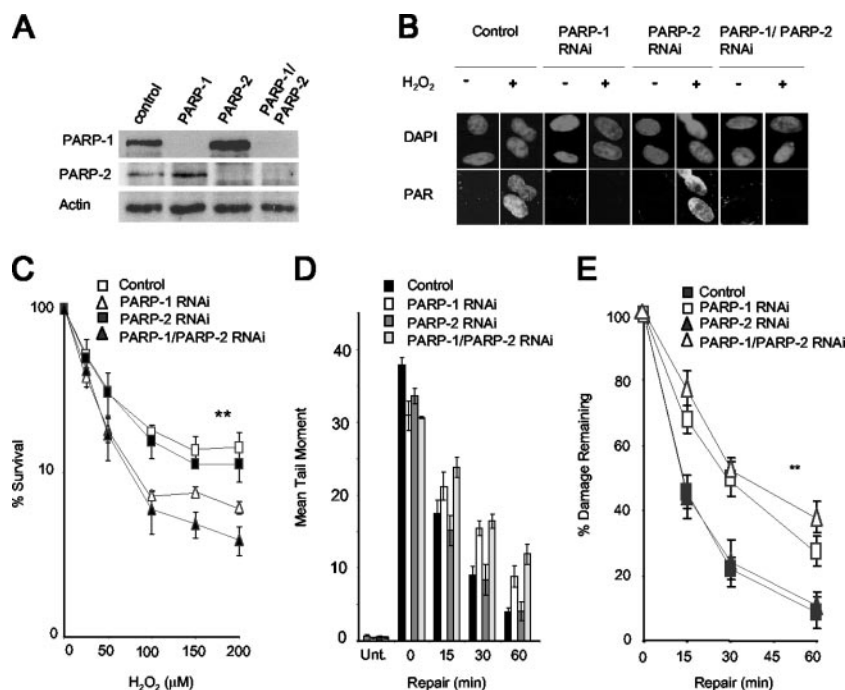 A
control
PARP-1
PARP-2
PARP-1/
PARP-2
PARP-1
PARP-2
Actin
B
Control
PARP-1
RNAi
PARP-2
RNAi
PARP-1/ PARP-2
RNAi
H₂O₂ - + - + - + - +
DAPI
PAR
C
Control
PARP-1 RNAi
PARP-2 RNAi
PARP-1/PARP-2 RNAi
100
10
0
% Survival
**
0 50 100 150 200
H₂O₂ (µM)
D
Control
PARP-1 RNAi
PARP-2 RNAi
PARP-1/PARP-2 RNAi
40
30
20
10
0
Mean Tail Moment
Unt. 0 15 30 60
Repair (min)
E
Control
PARP-1 RNAi
PARP-2 RNAi
PARP-1/PARP-2 RNAi
100
80
60
40
20
0
% Damage Remaining
**
0 15 30 45 60
Repair (min)